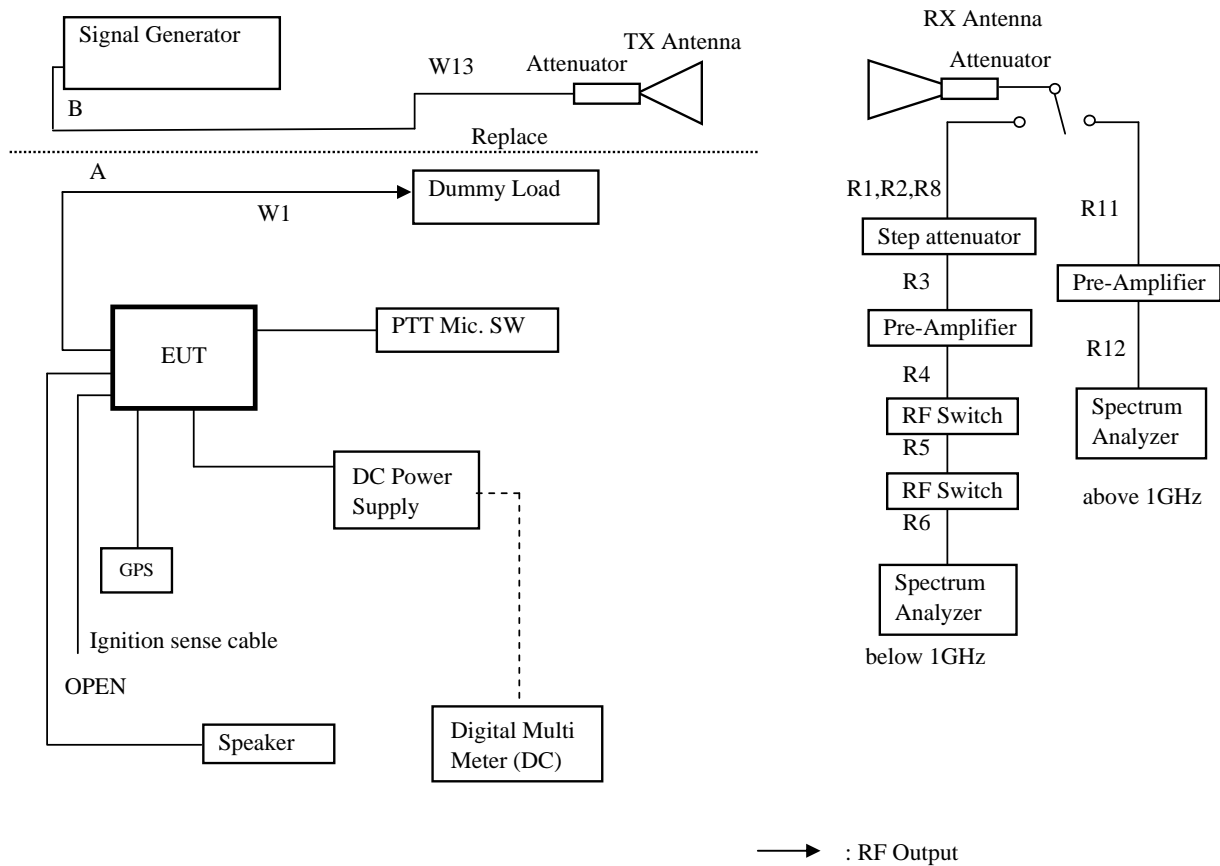 Signal Generator
TX Antenna
W13
Attenuator
B
Replace
A
W1
Dummy Load
EUT
PTT Mic. SW
DC Power
Supply
GPS
Ignition sense cable
OPEN
Speaker
Digital Multi
Meter (DC)
RX Antenna
Attenuator
R1,R2,R8
Step attenuator
R3
Pre-Amplifier
R4
RF Switch
R5
RF Switch
R6
Spectrum
Analyzer
below 1GHz
R11
Pre-Amplifier
R12
Spectrum
Analyzer
above 1GHz
: RF Output